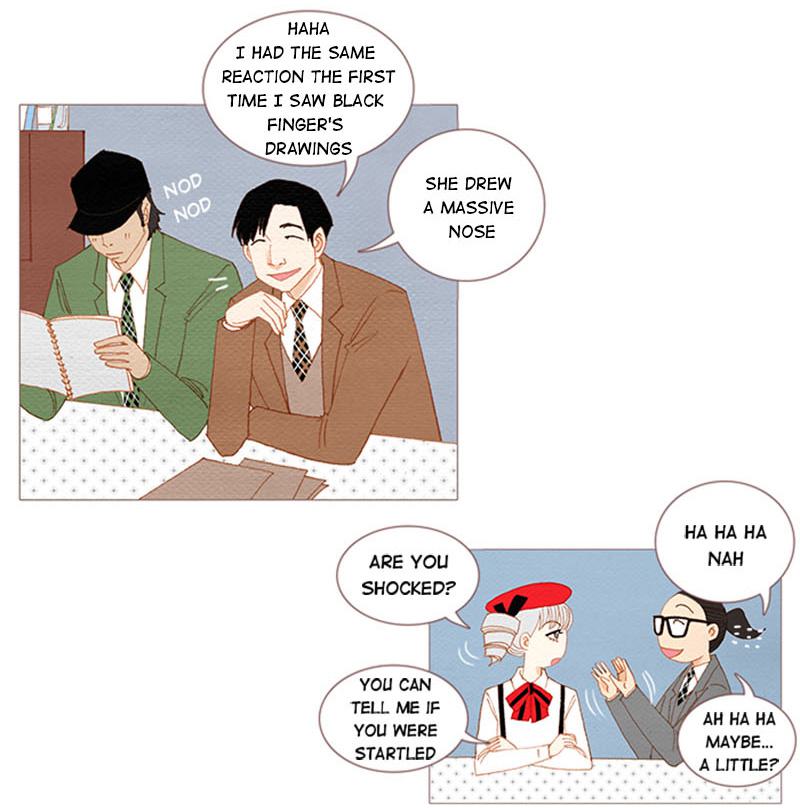 HAHA
I HAD THE SAME
REACTION THE FIRST
TIME I SAW BLACK
FINGER'S
DRAWINGS
SHE DREW
A MASSIVE
NOSE
NOD
NOD
ARE YOU
SHOCKED?
HA HA HA
NAH
YOU CAN
TELL ME IF
YOU WERE
STARTLED
AH HA HA
MAYBE...
A LITTLE?